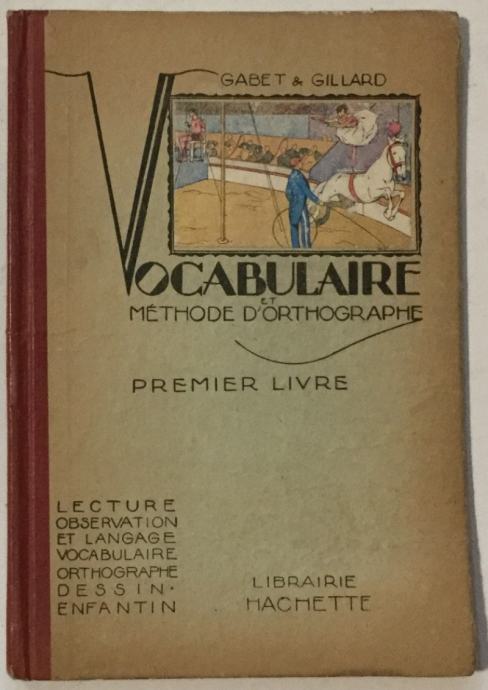 GABET & GILLARD
VOCABULAIRE
ET
MÉTHODE D'ORTHOGRAPHE
PREMIER LIVRE
LECTURE
OBSERVATION
ET LANGAGE
VOCABULAIRE
ORTHOGRAPHE
DESSIN
ENFANTIN
LIBRAIRIE
HACHETTE